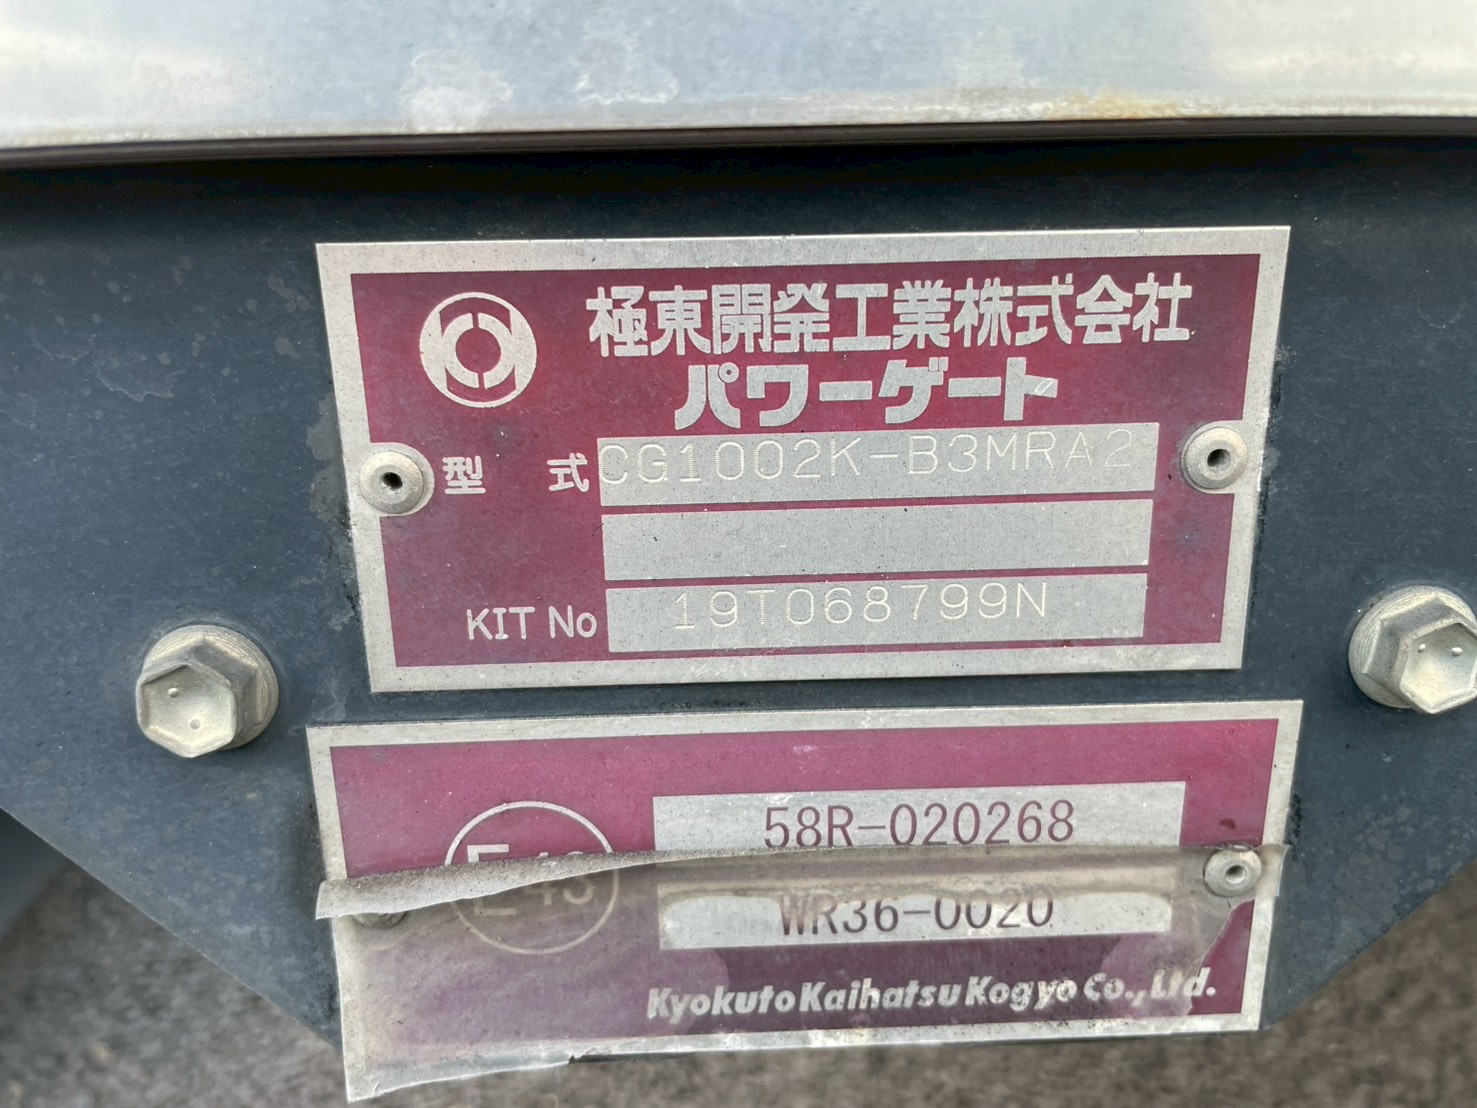 極東開発工業株式会社
パワーゲート
型 式 CG1002K-B3MRA2
KIT No 19T068799N
58R-020268
E 43
WR36-0020
Kyokuto Kaihatsu Kogyo Co., Ltd.